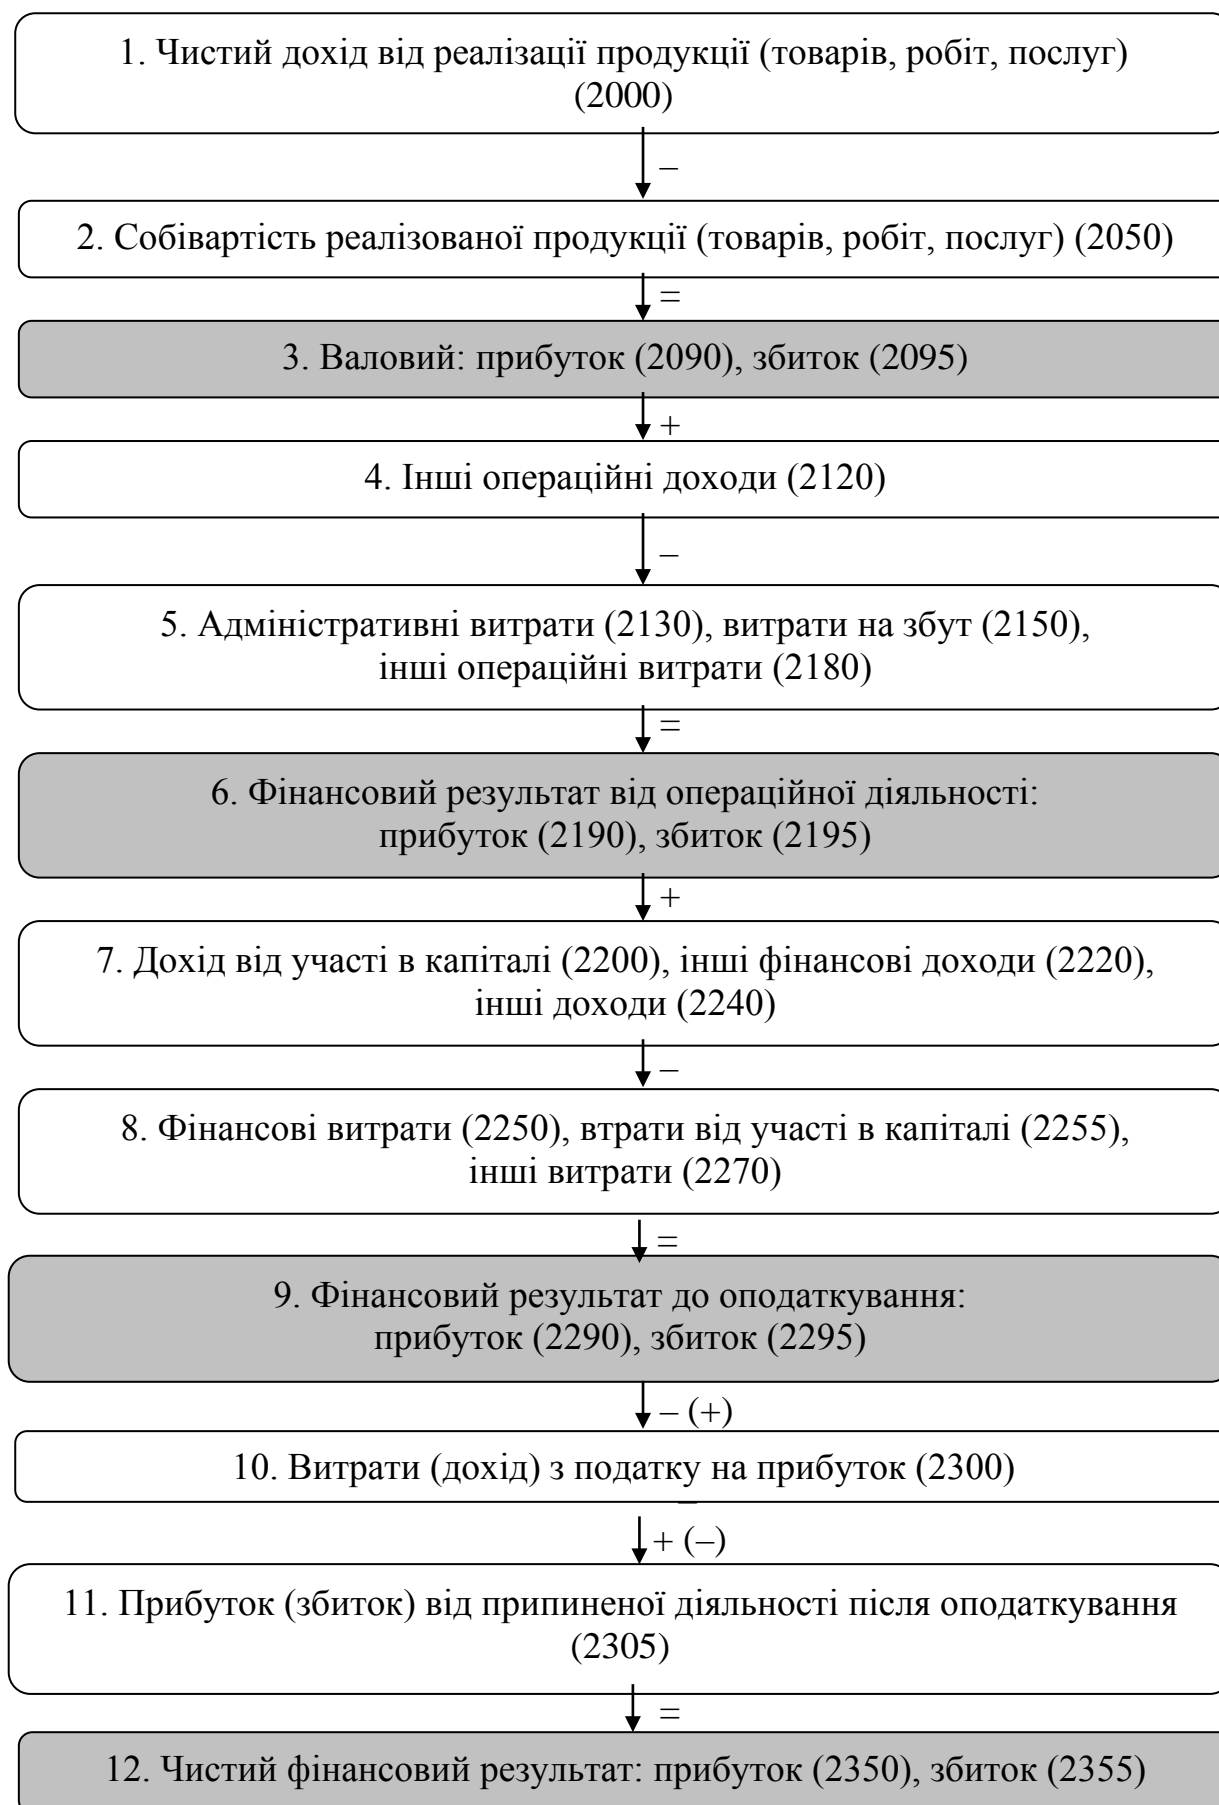 1. Чистий дохід від реалізації продукції (товарів, робіт, послуг)
(2000)
–
2. Собівартість реалізованої продукції (товарів, робіт, послуг) (2050)
=
3. Валовий: прибуток (2090), збиток (2095)
+
4. Інші операційні доходи (2120)
–
5. Адміністративні витрати (2130), витрати на збут (2150),
інші операційні витрати (2180)
=
6. Фінансовий результат від операційної діяльності:
прибуток (2190), збиток (2195)
+
7. Дохід від участі в капіталі (2200), інші фінансові доходи (2220),
інші доходи (2240)
–
8. Фінансові витрати (2250), втрати від участі в капіталі (2255),
інші витрати (2270)
=
9. Фінансовий результат до оподаткування:
прибуток (2290), збиток (2295)
– (+)
10. Витрати (дохід) з податку на прибуток (2300)
+ (–)
11. Прибуток (збиток) від припиненої діяльності після оподаткування
(2305)
=
12. Чистий фінансовий результат: прибуток (2350), збиток (2355)